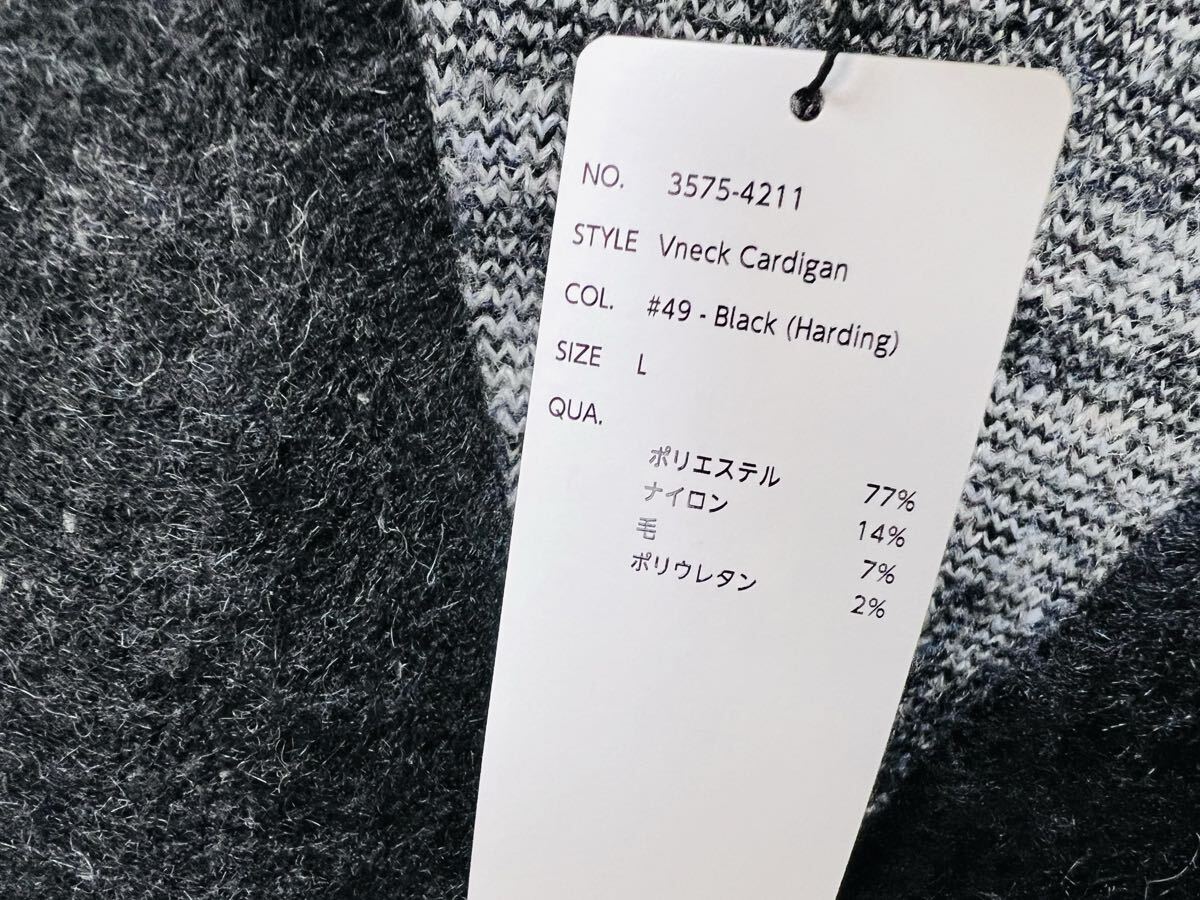 NO. 3575-4211
STYLE Vneck Cardigan
COL. #49 - Black (Harding)
SIZE L
QUA.
ポリエステル 77%
ナイロン 14%
毛 7%
ポリウレタン 2%